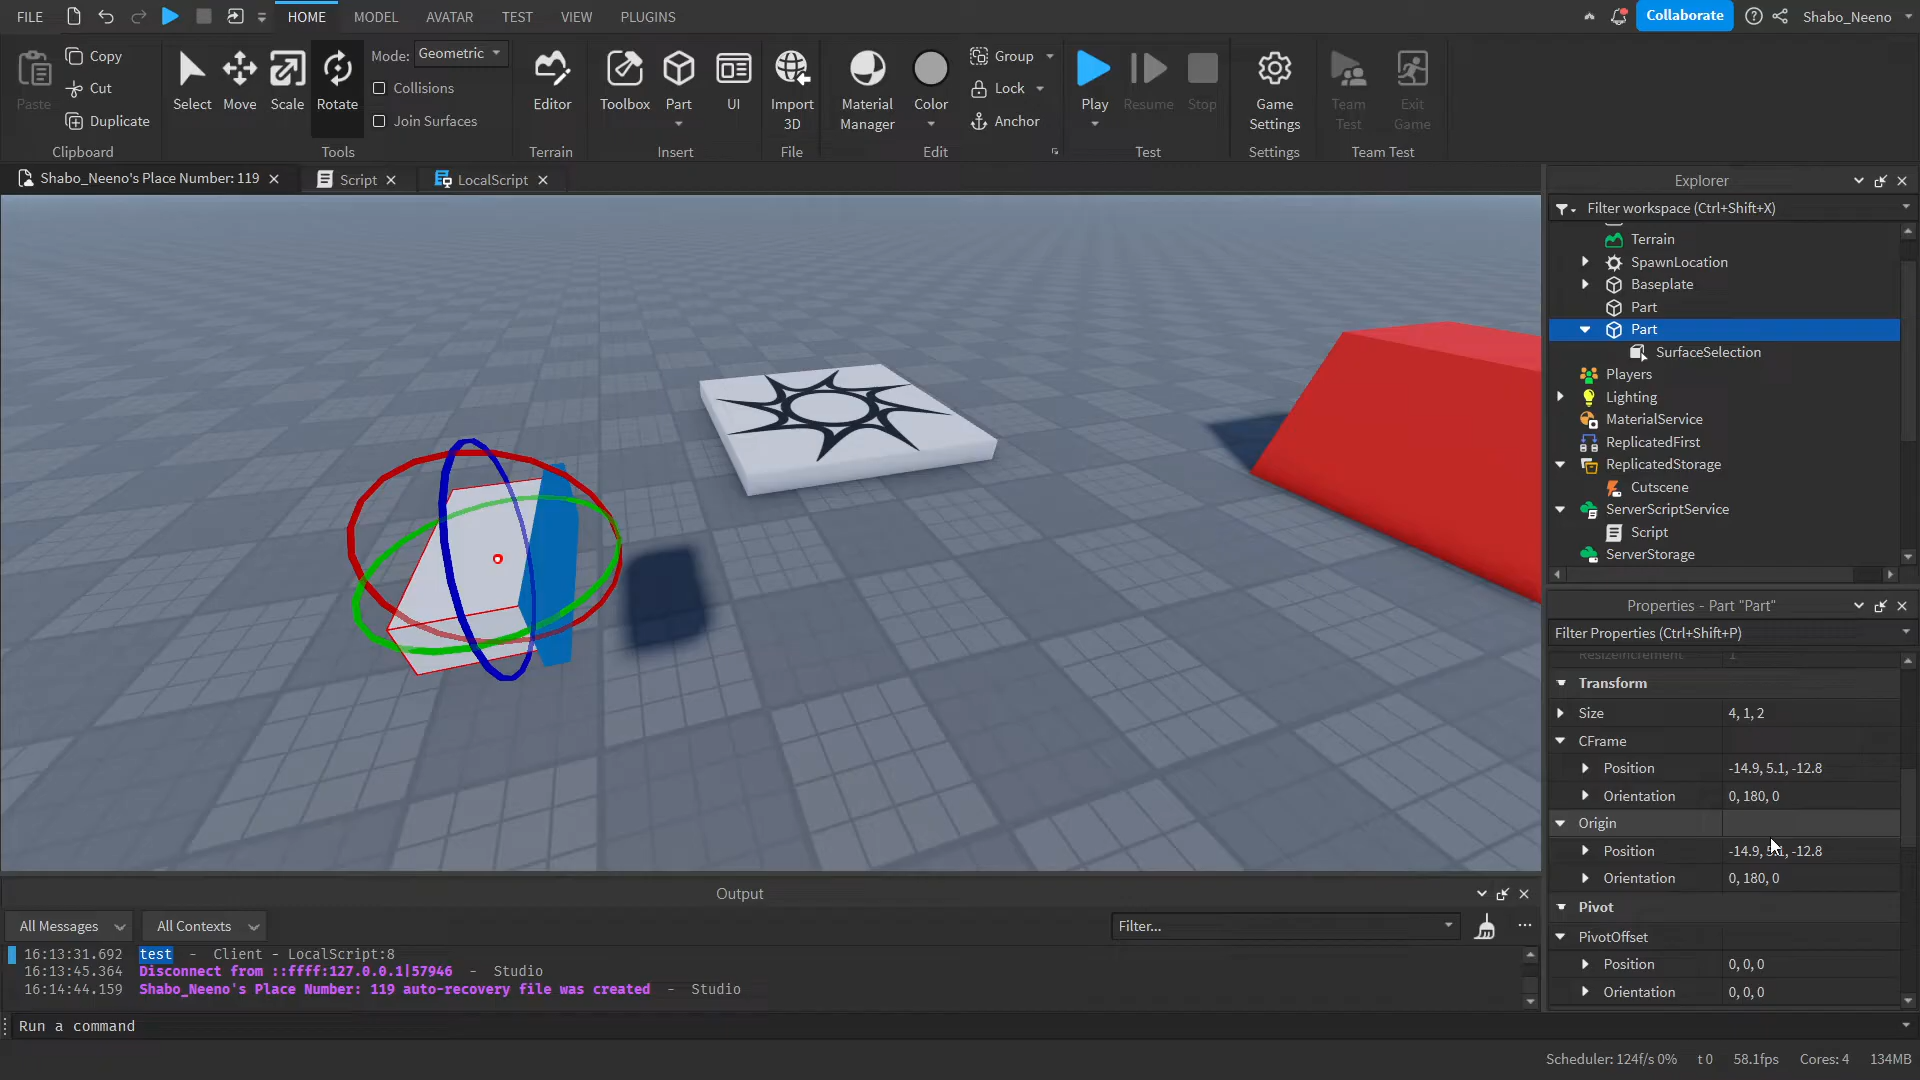 FILE HOME MODEL AVATAR TEST VIEW PLUGINS Collaborate Shabo_Neeno
Paste Copy Cut Duplicate
Clipboard
Select Move Scale Rotate
Mode: Geometric
Collisions
Join Surfaces
Tools
Editor
Terrain
Toolbox Part UI
Insert
Import
3D
File
Material
Manager
Color
Group
Lock
Anchor
Edit
Play Resume Stop
Test
Game
Settings
Settings
Team
Test
Exit
Game
Team Test
Shabo_Neeno's Place Number: 119 Script LocalScript
Explorer
Filter workspace (Ctrl+Shift+X)
Terrain
SpawnLocation
Baseplate
Part
Part
SurfaceSelection
Players
Lighting
MaterialService
ReplicatedFirst
ReplicatedStorage
Cutscene
ServerScriptService
Script
ServerStorage
Properties - Part "Part"
Filter Properties (Ctrl+Shift+P)
ResizeIncrement 1
Transform
Size 4, 1, 2
CFrame
Position -14.9, 5.1, -12.8
Orientation 0, 180, 0
Origin
Position -14.9, 5.1, -12.8
Orientation 0, 180, 0
Pivot
PivotOffset
Position 0, 0, 0
Orientation 0, 0, 0
Output
All Messages All Contexts Filter... ...
16:13:31.692 test - Client - LocalScript:8
16:13:45.364 Disconnect from ::ffff:127.0.0.1|57946 - Studio
16:14:44.159 Shabo_Neeno's Place Number: 119 auto-recovery file was created - Studio
Run a command
Scheduler: 124f/s 0% t 0 58.1fps Cores: 4 134MB